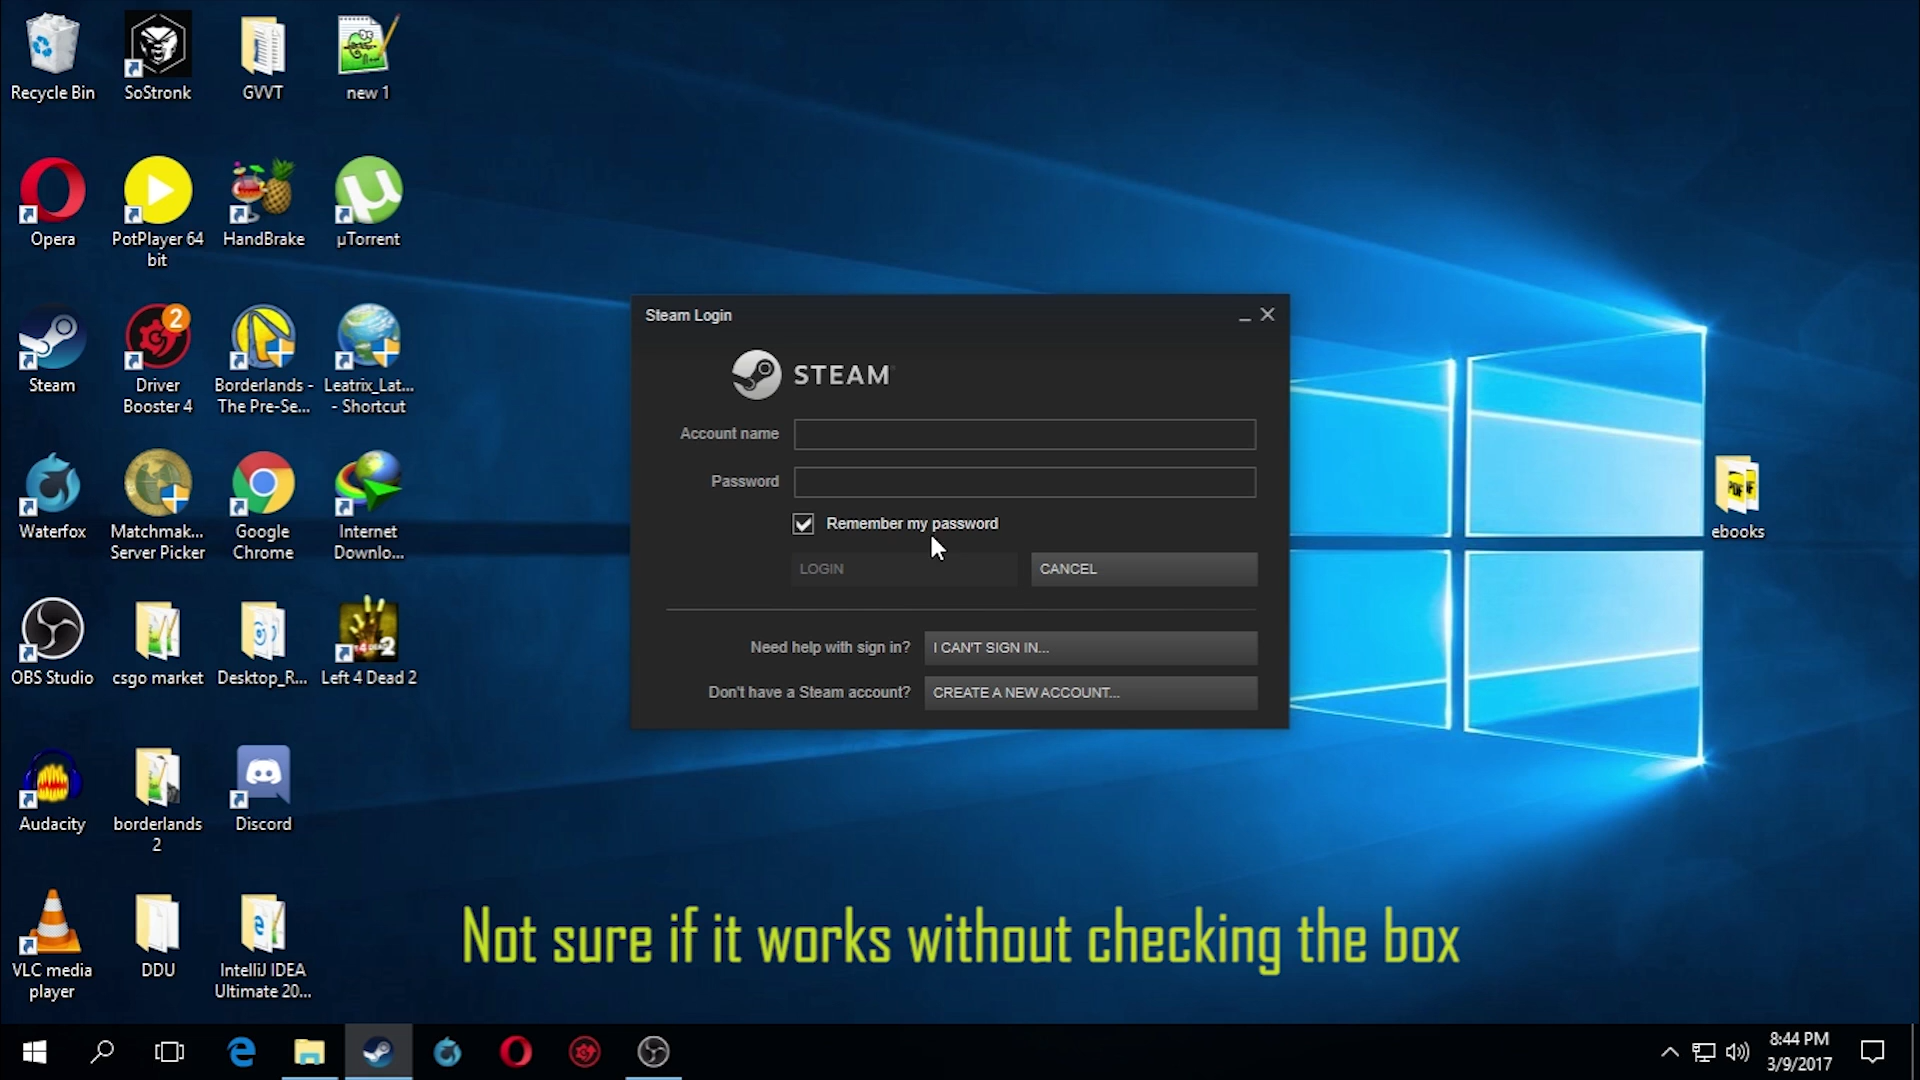 Recycle Bin
SoStronk
GVVT
new 1
Opera
PotPlayer 64
bit
HandBrake
µTorrent
Steam
2
Driver
Booster 4
Borderlands -
The Pre-Se...
Leatrix_Lat...
- Shortcut
Waterfox
Matchmak...
Server Picker
Google
Chrome
Internet
Downlo...
OBS Studio
csgo market
Desktop_R...
Left 4 Dead 2
Audacity
borderlands
2
Discord
VLC media
player
DDU
IntelliJ IDEA
Ultimate 20...
Steam Login
STEAM
Account name
Password
Remember my password
LOGIN
CANCEL
Need help with sign in?
I CAN'T SIGN IN...
Don't have a Steam account?
CREATE A NEW ACCOUNT...
PDF
ebooks
Not sure if it works without checking the box
8:44 PM
3/9/2017